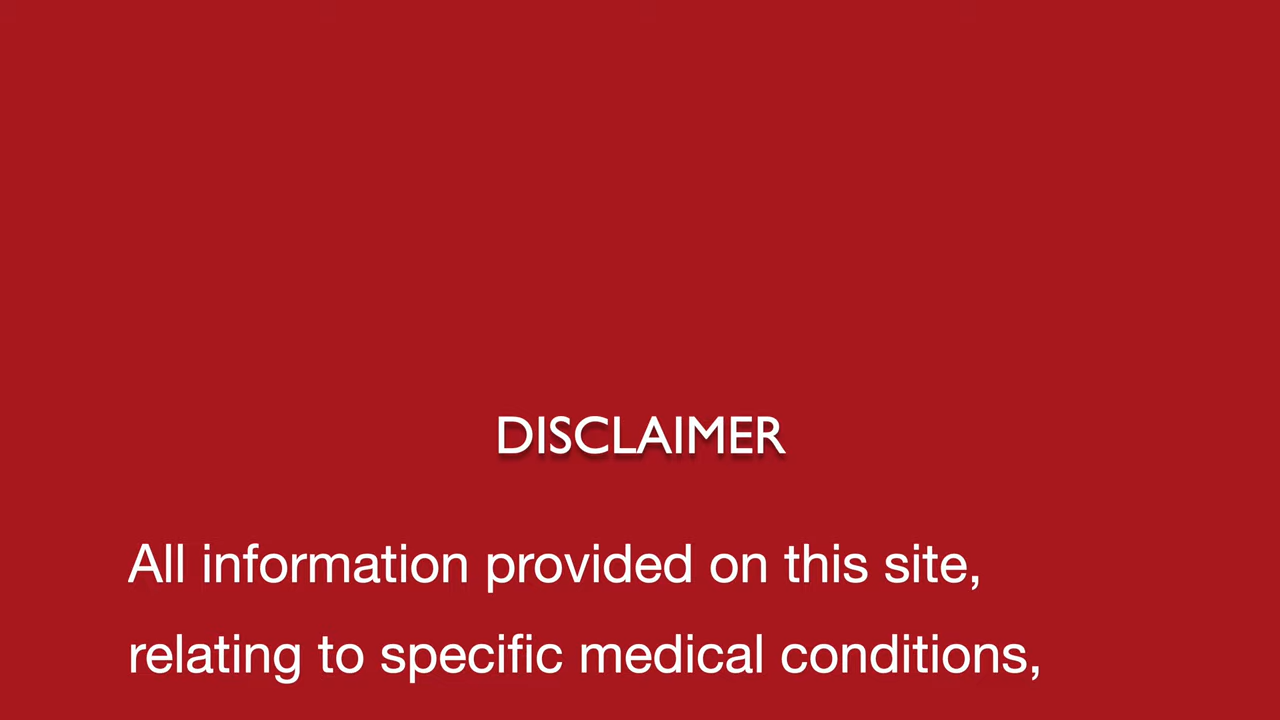 DISCLAIMER
All information provided on this site,
relating to specific medical conditions,